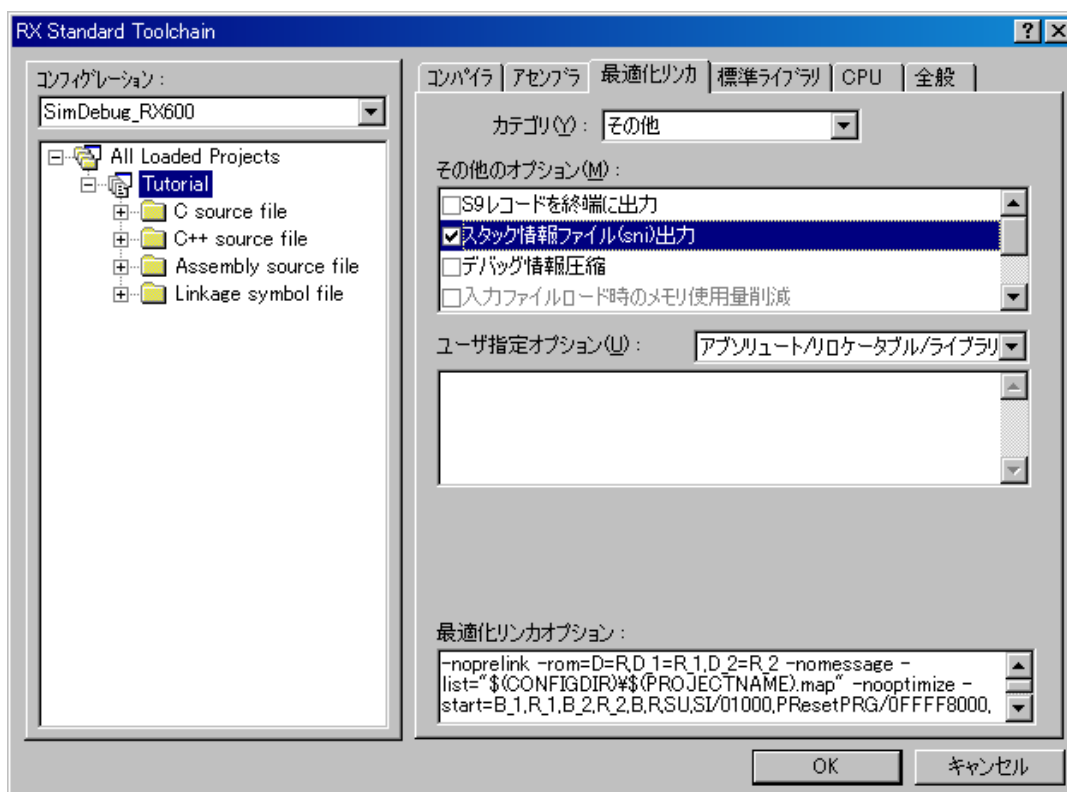 RX Standard Toolchain
コンフィグレーション :
SimDebug_RX600
All Loaded Projects
Tutorial
C source file
C++ source file
Assembly source file
Linkage symbol file
コンパイラ アセンブラ 最適化リンカ 標準ライブラリ CPU 全般
カテゴリ(Y) : その他
その他のオプション(M) :
S9レコードを終端に出力
スタック情報ファイル(sni)出力
デバッグ情報圧縮
入力ファイルロード時のメモリ使用量削減
ユーザ指定オプション(U) : アブソリュート/リロケータブル/ライブラリ
最適化リンカオプション :
-noprelink -rom=D=R,D_1=R_1,D_2=R_2 -nomessage -
list="$(CONFIGDIR)¥$(PROJECTNAME).map" -nooptimize -
start=B_1,R_1,B_2,R_2,B,R,SU,SI/01000,PResetPRG/0FFFF8000,
OK キャンセル